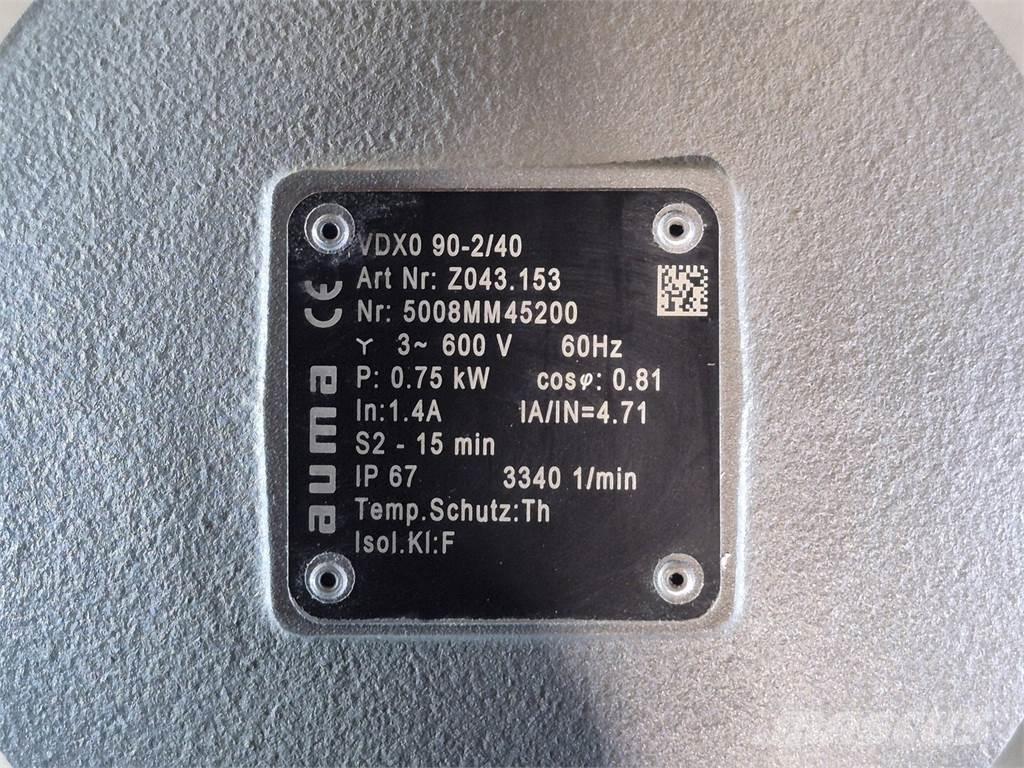 VDX0 90-2/40
Art Nr: Z043.153
Nr: 5008MM45200
Y 3~ 600 V 60Hz
P: 0.75 kW cosφ: 0.81
In:1.4A IA/IN=4.71
S2 - 15 min
IP 67 3340 1/min
Temp.Schutz:Th
Isol.Kl:F
CE
auma
MASCUS